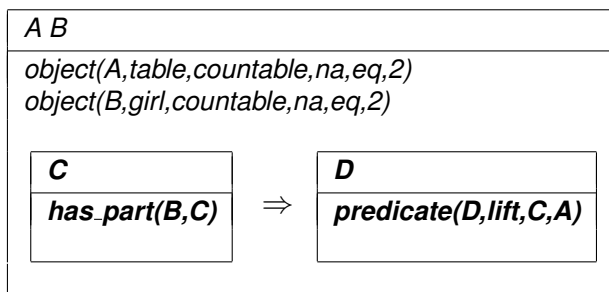 A B
object(A,table,countable,na,eq,2)
object(B,girl,countable,na,eq,2)
C ⇒ D
has_part(B,C) predicate(D,lift,C,A)